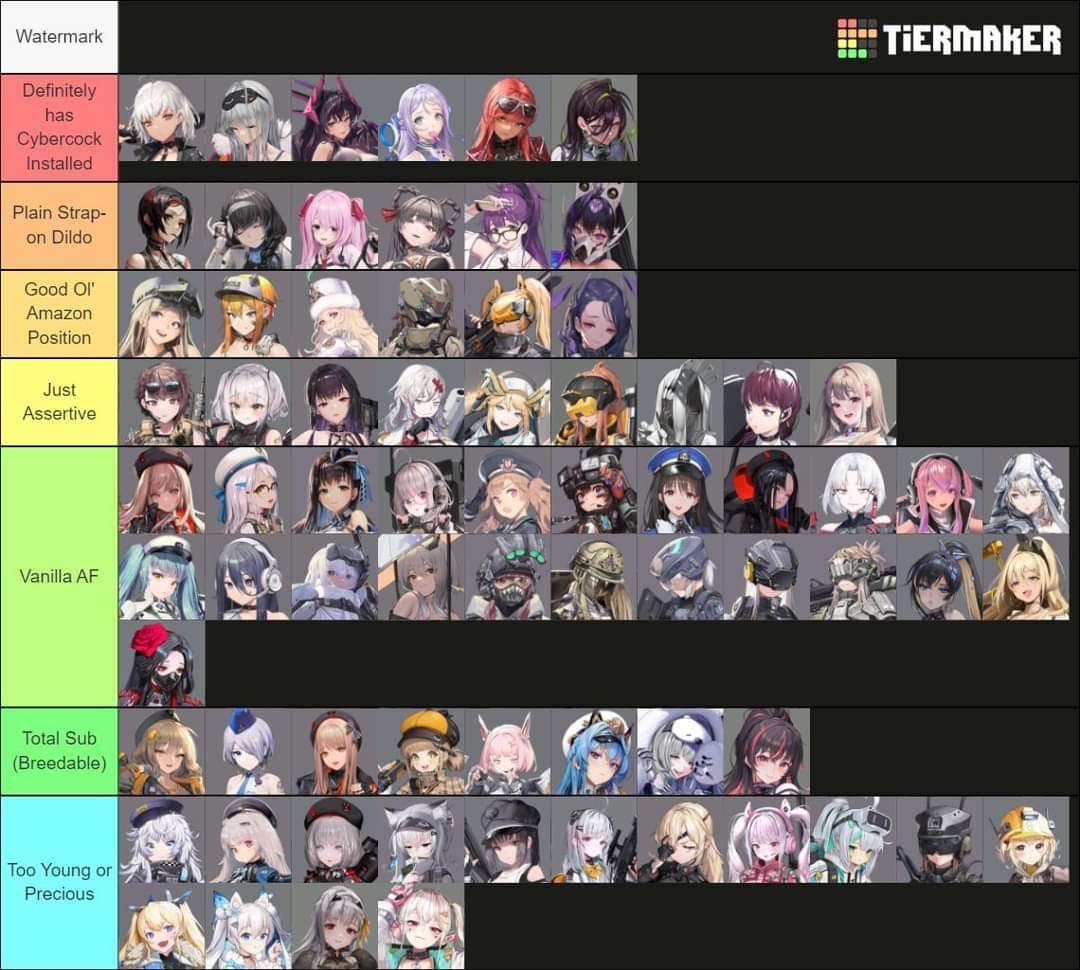 Watermark
TiERMAKER
Definitely
has
Cybercock
Installed
Plain Strap-
on Dildo
Good Ol'
Amazon
Position
Just
Assertive
Vanilla AF
Total Sub
(Breedable)
Too Young or
Precious